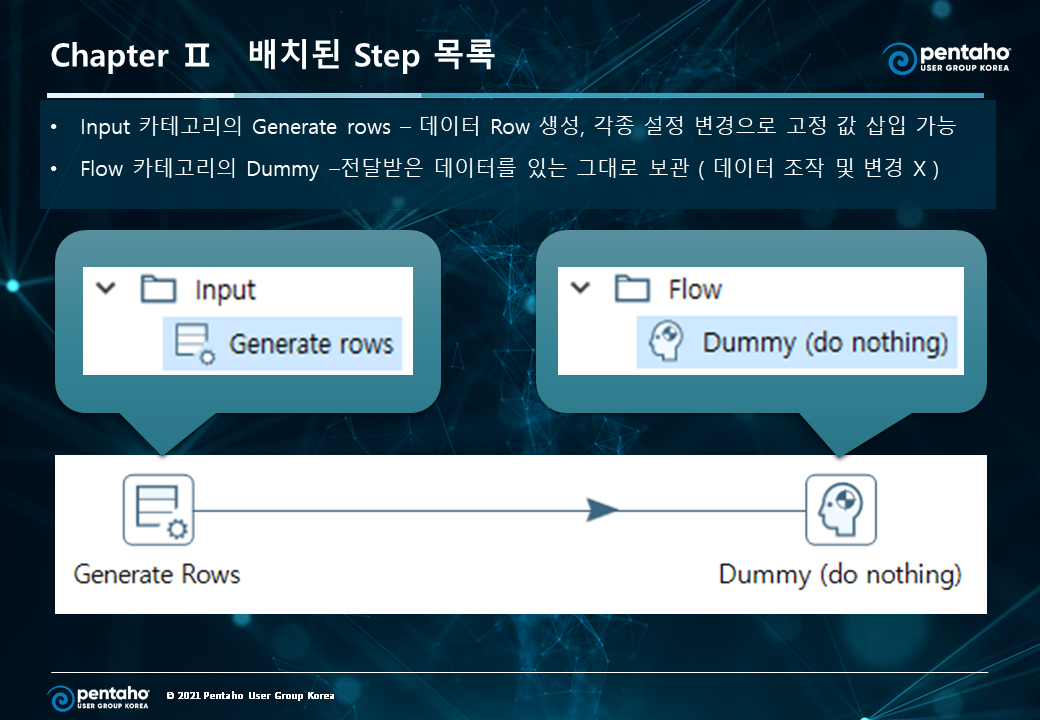 Chapter Ⅱ 배치된 Step 목록
pentaho
USER GROUP KOREA
• Input 카테고리의 Generate rows – 데이터 Row 생성, 각종 설정 변경으로 고정 값 삽입 가능
• Flow 카테고리의 Dummy –전달받은 데이터를 있는 그대로 보관 ( 데이터 조작 및 변경 X )
Input
Generate rows
Flow
Dummy (do nothing)
Generate Rows
Dummy (do nothing)
pentaho
USER GROUP KOREA
© 2021 Pentaho User Group Korea